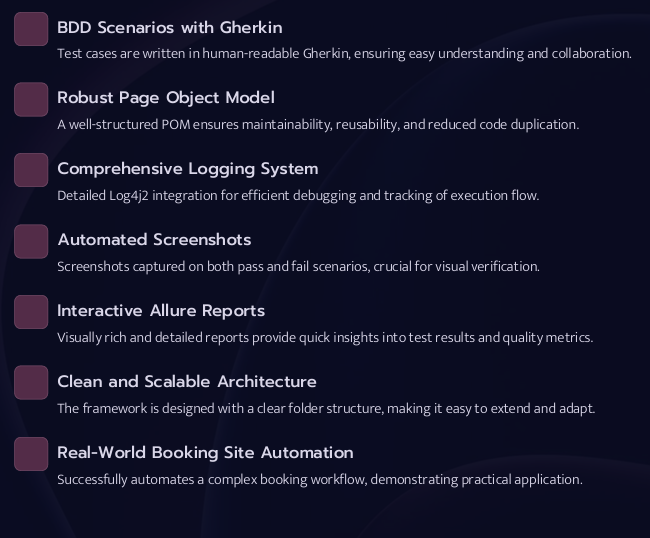 BDD Scenarios with Gherkin
Test cases are written in human-readable Gherkin, ensuring easy understanding and collaboration.
Robust Page Object Model
A well-structured POM ensures maintainability, reusability, and reduced code duplication.
Comprehensive Logging System
Detailed Log4j2 integration for efficient debugging and tracking of execution flow.
Automated Screenshots
Screenshots captured on both pass and fail scenarios, crucial for visual verification.
Interactive Allure Reports
Visually rich and detailed reports provide quick insights into test results and quality metrics.
Clean and Scalable Architecture
The framework is designed with a clear folder structure, making it easy to extend and adapt.
Real-World Booking Site Automation
Successfully automates a complex booking workflow, demonstrating practical application.